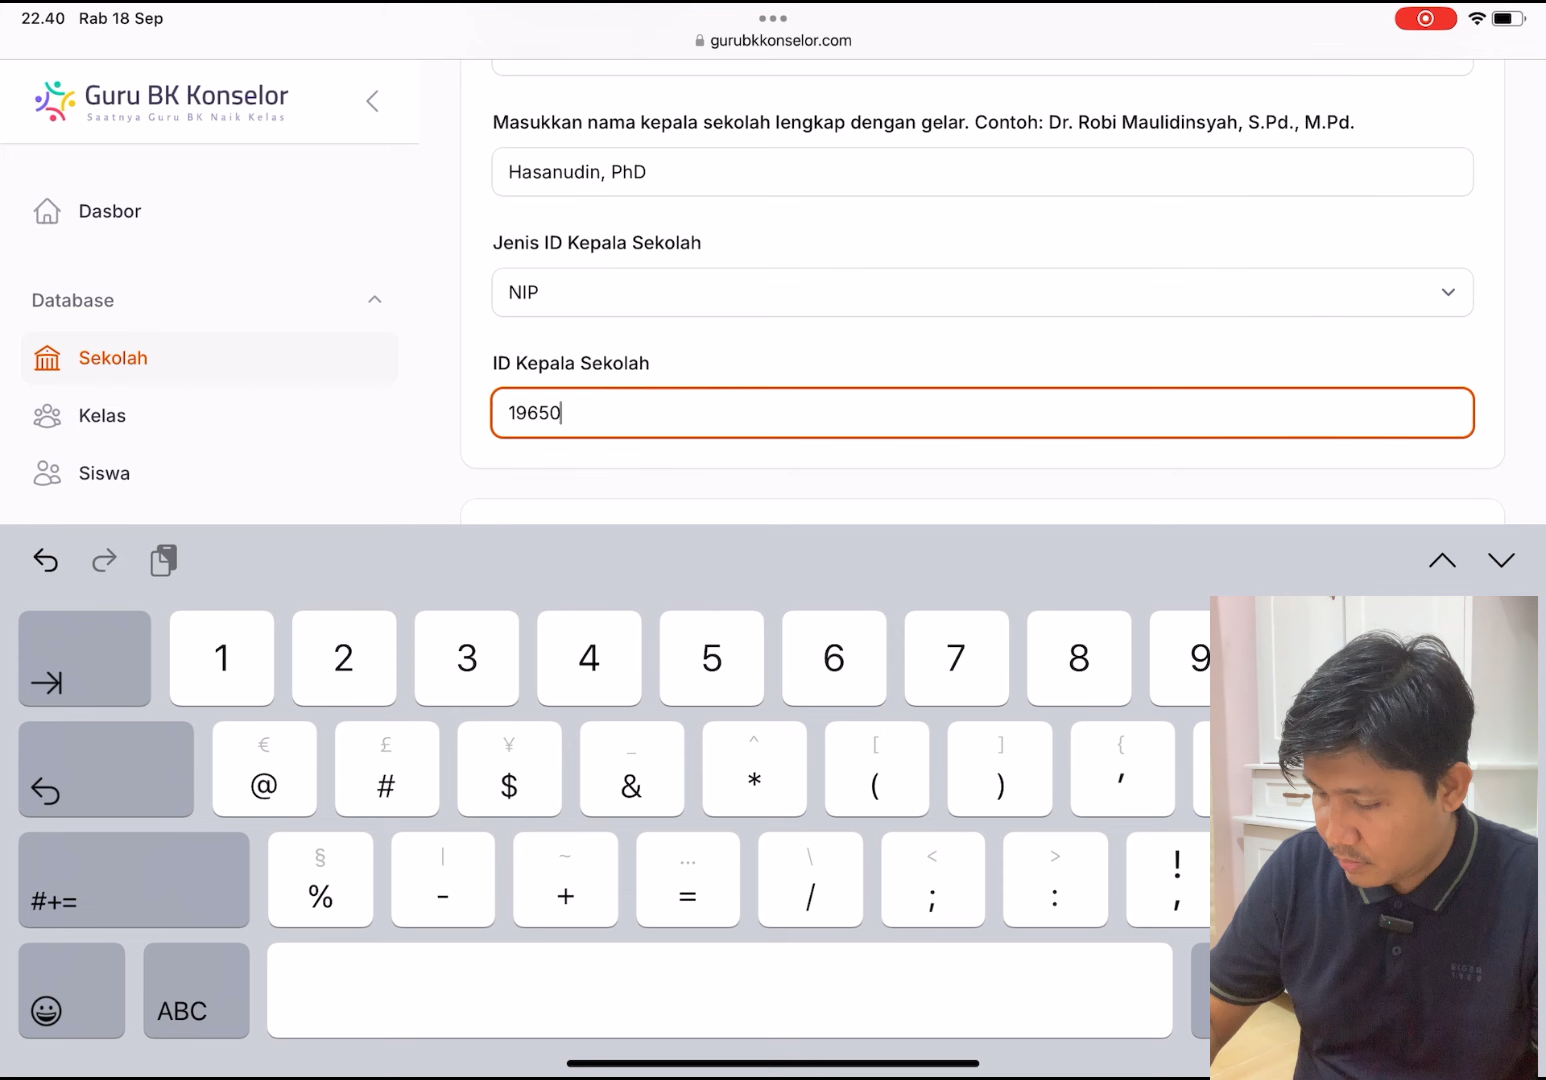 22.40 Rab 18 Sep
gurubkkonselor.com
Guru BK Konselor
Saatnya Guru BK Naik Kelas
Dasbor
Database
Sekolah
Kelas
Siswa
Masukkan nama kepala sekolah lengkap dengan gelar. Contoh: Dr. Robi Maulidinsyah, S.Pd., M.Pd.
Hasanudin, PhD
Jenis ID Kepala Sekolah
NIP
ID Kepala Sekolah
19650
1 2 3 4 5 6 7 8 9
€ £ ¥ _ ^ [ ] {
@ # $ & * ( ) '
§ | ~ … \ < > !
#+= % - + = / ; : ,
ABC